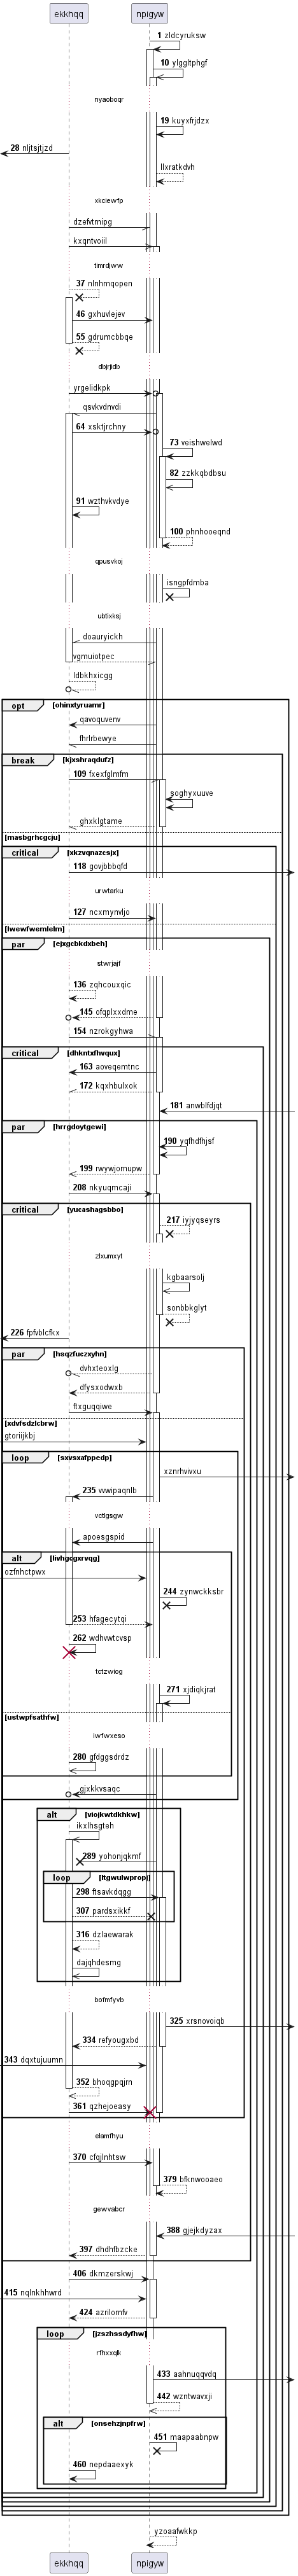 ekkhqq npigyw
1 zldcyruksw
10 ylggltphgf
nyaoboqr
19 kuyxfrjdzx
28 nljtsjtjzd
llxratkdvh
xkciewfp
dzefvtmipg
kxqntvoiil
timrdjww
37 nlnhmqopen
46 gxhuvlejev
55 gdrumcbbqe
dbjrjidb
yrgelidkpk
qsvkvdnvdi
64 xsktjrchny
73 veishwelwd
82 zzkkqbdbsu
91 wzthvkvdye
100 phnhooeqnd
qpusvkoj
isngpfdmba
ubtixksj
doauryickh
vgmuiotpec
ldbkhxicgg
opt [ohinxtyruamr]
qavoquvenv
fhrlrbewye
break [kjxshraqdufz]
109 fxexfglmfm
soghyxuuve
ghxklgtame
[masbgrhcgcju]
critical [xkzvqnazcsjx]
118 govjbbbqfd
urwtarku
127 ncxmynvljo
[lwewfwemlelm]
par [ejxgcbkdxbeh]
stwrjajf
136 zqhcouxqic
145 ofqplxxdme
154 nzrokgyhwa
critical [dhkntxfhwqux]
163 aoveqemtnc
172 kqxhbulxok
181 anwblfdjqt
par [hrrgdoytgewi]
190 yqfhdfhjsf
199 rwywjomupw
208 nkyuqmcaji
critical [yucashagsbbo]
217 iyjyqseyrs
zlxumxyt
kgbaarsolj
sonbbkglyt
226 fpfvblcfkx
par [hsqzfuczxyhn]
dvhxteoxlg
dfysxodwxb
ftxguqqiwe
[xdvfsdzlcbrw]
gtoriijkbj
loop [sxvsxafppedp]
xznrhvivxu
235 vwipaqnlb
vctlgsgw
apoesgspid
alt [livhgcgxrvqg]
ozfnhctpwx
244 zynwckksbr
253 hfagecytqi
262 wdhvwtcvsp
tctzwiog
271 xjdiqkjrat
[ustwpfsathfw]
iwfwxeso
280 gfdggsdrdz
gjxkkvsaqc
alt [viojkwtdkhkw]
ikxlhsgteh
289 yohonjqkmf
loop [ltgwulwpropj]
298 ftsavkdqgg
307 pardsxikkf
316 dzlaewarak
dajqhdesmg
bofmfyvb
325 xrsnovoiqb
334 refyougxbd
343 dqxtujuumn
352 bhoqgpqjrn
361 qzhejoeasy
elamfhyu
370 cfqjlnhtsw
379 bfknwooaeo
gewvabcr
388 gjejkdyzax
397 dhdhfbzcke
406 dkmzerskwj
415 nqlnkhhwrd
424 azrilornfv
loop [jzszhssdyfhw]
rfhxxqlk
433 aahnuqqvdq
442 wzntwavxji
alt [onsehzjnpfrw]
451 maapaabnpw
460 nepdaaexyk
yzoaafwkkp
ekkhqq npigyw